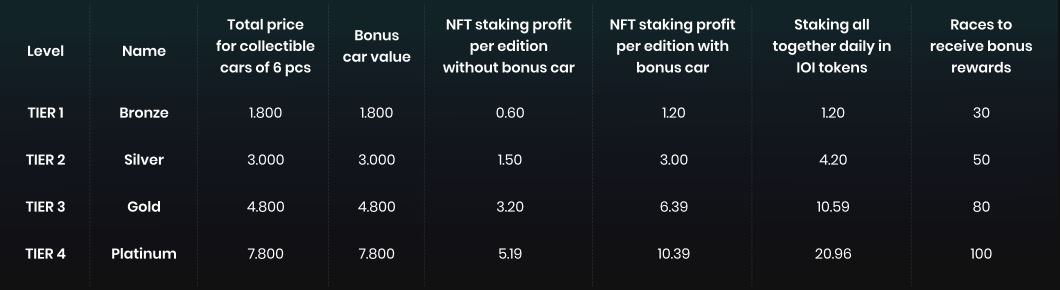 Level Name Total price for collectible cars of 6 pcs Bonus car value NFT staking profit per edition without bonus car NFT staking profit per edition with bonus car Staking all together daily in IOI tokens Races to receive bonus rewards
TIER 1 Bronze 1.800 1.800 0.60 1.20 1.20 30
TIER 2 Silver 3.000 3.000 1.50 3.00 4.20 50
TIER 3 Gold 4.800 4.800 3.20 6.39 10.59 80
TIER 4 Platinum 7.800 7.800 5.19 10.39 20.96 100